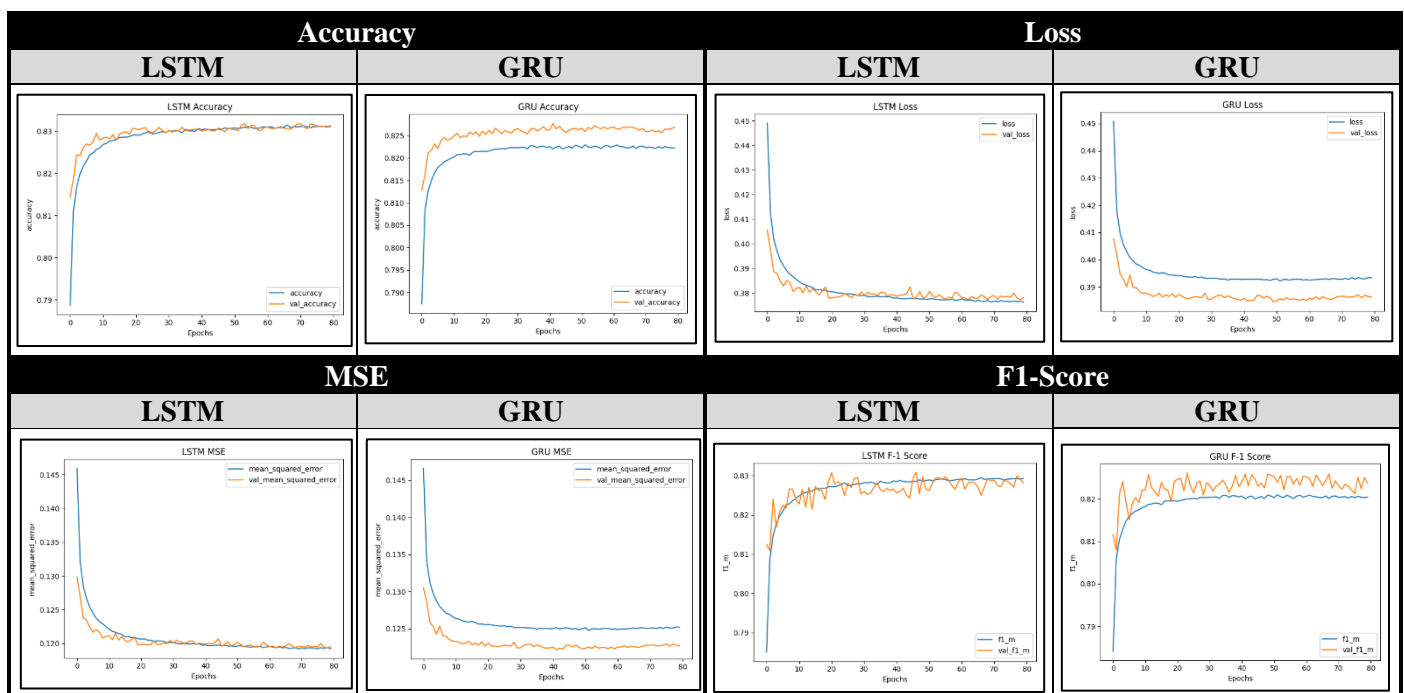 Accuracy
Loss
LSTM
GRU
LSTM
GRU
LSTM Accuracy
accuracy
0.83
0.82
0.81
0.80
0.79
0
10
20
30
40
50
60
70
80
Epochs
accuracy
val_accuracy
GRU Accuracy
accuracy
0.825
0.820
0.815
0.810
0.805
0.800
0.795
0.790
0
10
20
30
40
50
60
70
80
Epochs
accuracy
val_accuracy
LSTM Loss
loss
0.45
0.44
0.43
0.42
0.41
0.40
0.39
0.38
0
10
20
30
40
50
60
70
80
Epochs
loss
val_loss
GRU Loss
loss
0.45
0.44
0.43
0.42
0.41
0.40
0.39
0
10
20
30
40
50
60
70
80
Epochs
loss
val_loss
MSE
F1-Score
LSTM
GRU
LSTM
GRU
LSTM MSE
mean_squared_error
0.145
0.140
0.135
0.130
0.125
0.120
0
10
20
30
40
50
60
70
80
Epochs
mean_squared_error
val_mean_squared_error
GRU MSE
mean_squared_error
0.145
0.140
0.135
0.130
0.125
0
10
20
30
40
50
60
70
80
Epochs
mean_squared_error
val_mean_squared_error
LSTM F-1 Score
f1_m
0.83
0.82
0.81
0.80
0.79
0
10
20
30
40
50
60
70
80
Epochs
f1_m
val_f1_m
GRU F-1 Score
f1_m
0.82
0.81
0.80
0.79
0
10
20
30
40
50
60
70
80
Epochs
f1_m
val_f1_m